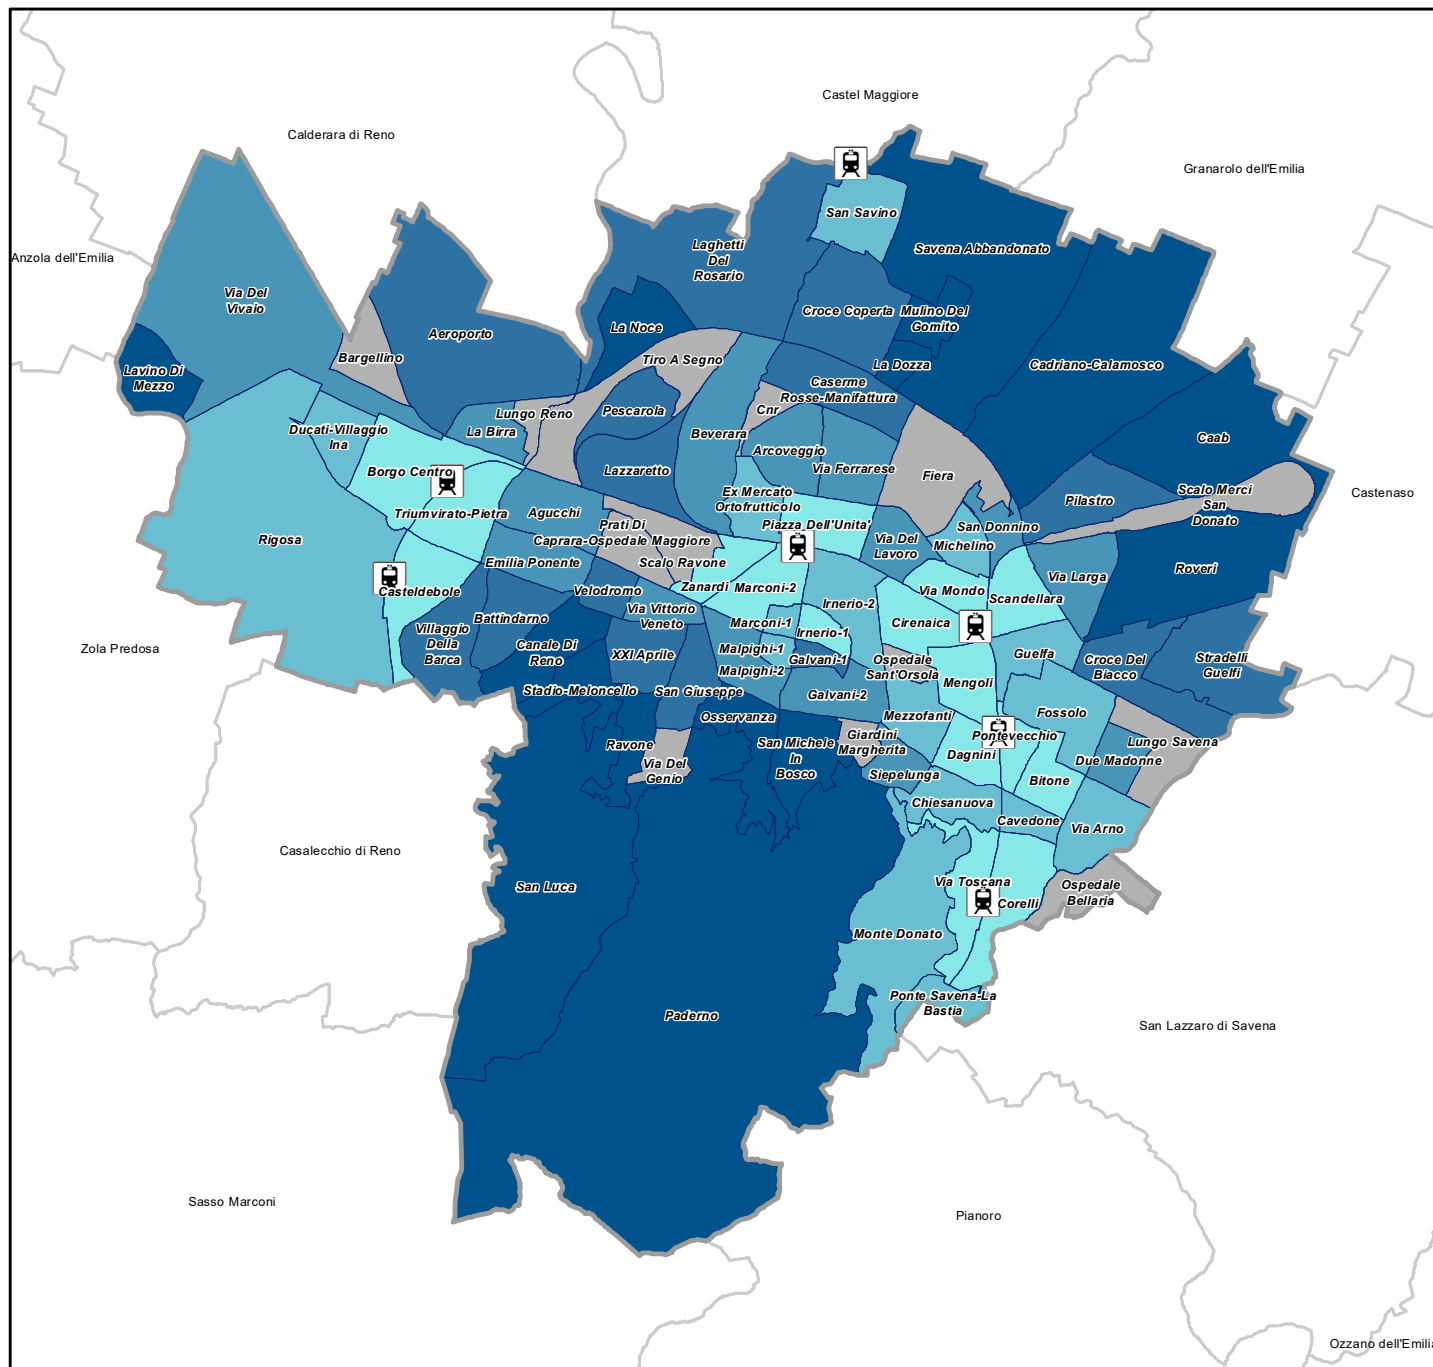 Castel Maggiore
Calderara di Reno
Granarolo dell'Emilia
San Savino
Laghetti
Del
Rosario
Savena Abbandonato
Anzola dell'Emilia
Via Del
Vivaio
Croce Coperta
Mulino Del
Gomito
Aeroporto
La Noce
Bargellino
Tiro A Segno
La Dozza
Cadriano-Calamosco
Lavino Di
Mezzo
Caserme
Rosse-Manifattura
Lungo Reno
Pescarola
Cnr
Ducati-Villaggio
Ina
La Birra
Beverara
Caab
Arcoveggio
Borgo Centro
Lazzaretto
Via Ferrarese
Fiera
Pilastro
Scalo Merci
San
Donato
Castenaso
Ex Mercato
Ortofrutticolo
Triumvirato-Pietra
Agucchi
Prati Di
Caprara-Ospedale Maggiore
Piazza Dell'Unita'
San Donnino
Rigosa
Via Del
Lavoro
Michelino
Emilia Ponente
Scalo Ravone
Roveri
Via Larga
Casteldebole
Velodromo
Zanardi
Marconi-2
Via Mondo
Scandellara
Irnerio-2
Via Vittorio
Veneto
Battindarno
Marconi-1
Cirenaica
Villaggio
Della
Barca
Irnerio-1
Zola Predosa
Canale Di
Reno
XXI Aprile
Malpighi-1
Galvani-1
Ospedale
Sant'Orsola
Guelfa
Croce Del
Biacco
Stradelli
Guelfi
Malpighi-2
Mengoli
Stadio-Meloncello
San Giuseppe
Galvani-2
Osservanza
Mezzofanti
Fossolo
Ravone
San Michele
In
Bosco
Giardini
Margherita
Pontevecchio
Lungo Savena
Via Del
Genio
Dagnini
Due Madonne
Siepelunga
Bitone
Chiesanuova
Cavedone
Via Arno
Casalecchio di Reno
San Luca
Via Toscana
Ospedale
Bellaria
Corelli
Monte Donato
Ponte Savena-La
Bastia
Paderno
San Lazzaro di Savena
Sasso Marconi
Pianoro
Ozzano dell'Emilia